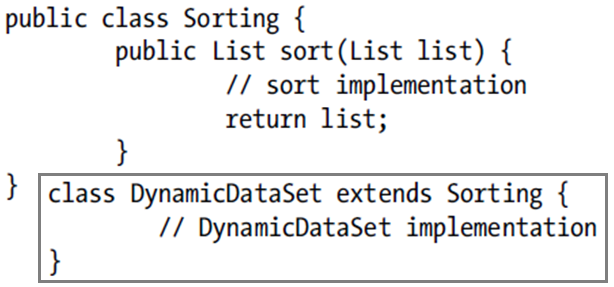 public class Sorting {
public List sort(List list) {
// sort implementation
return list;
}
}
class DynamicDataSet extends Sorting {
// DynamicDataSet implementation
}